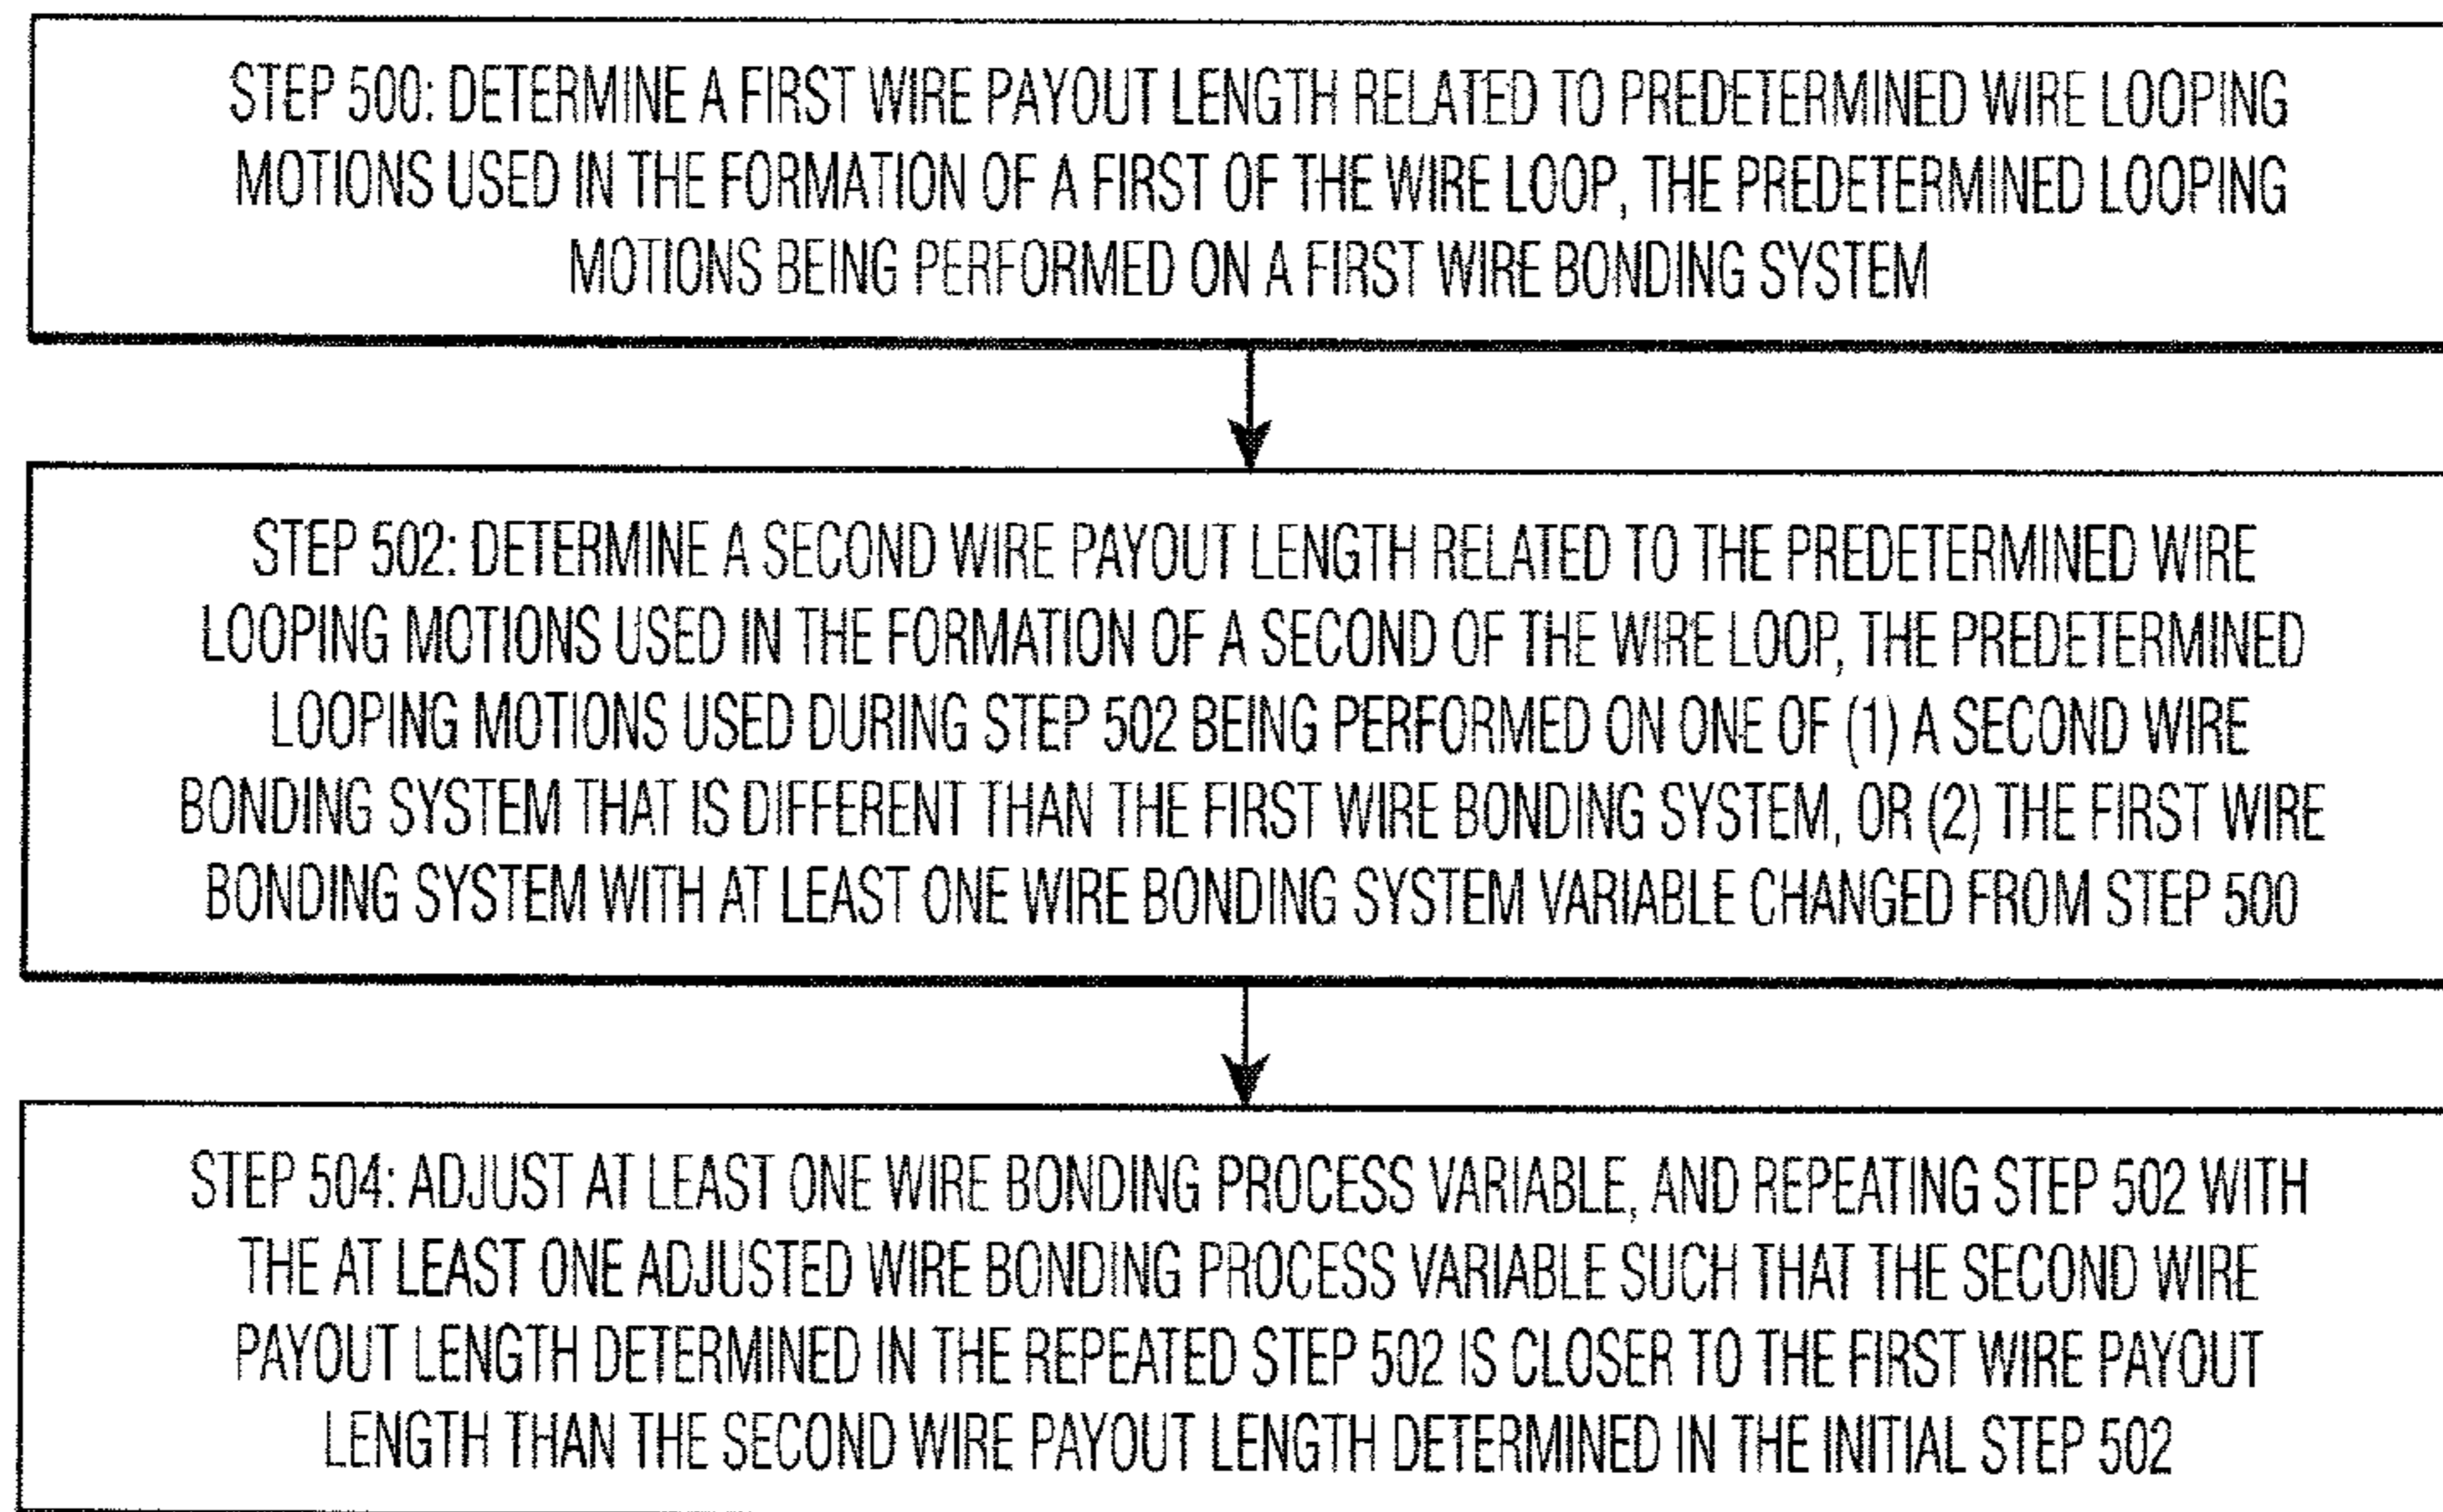 STEP 500: DETERMINE A FIRST WIRE PAYOUT LENGTH RELATED TO PREDETERMINED WIRE LOOPING
MOTIONS USED IN THE FORMATION OF A FIRST OF THE WIRE LOOP, THE PREDETERMINED LOOPING
MOTIONS BEING PERFORMED ON A FIRST WIRE BONDING SYSTEM
STEP 502: DETERMINE A SECOND WIRE PAYOUT LENGTH RELATED TO THE PREDETERMINED WIRE
LOOPING MOTIONS USED IN THE FORMATION OF A SECOND OF THE WIRE LOOP, THE PREDETERMINED
LOOPING MOTIONS USED DURING STEP 502 BEING PERFORMED ON ONE OF (1) A SECOND WIRE
BONDING SYSTEM THAT IS DIFFERENT THAN THE FIRST WIRE BONDING SYSTEM, OR (2) THE FIRST WIRE
BONDING SYSTEM WITH AT LEAST ONE WIRE BONDING SYSTEM VARIABLE CHANGED FROM STEP 500
STEP 504: ADJUST AT LEAST ONE WIRE BONDING PROCESS VARIABLE, AND REPEATING STEP 502 WITH
THE AT LEAST ONE ADJUSTED WIRE BONDING PROCESS VARIABLE SUCH THAT THE SECOND WIRE
PAYOUT LENGTH DETERMINED IN THE REPEATED STEP 502 IS CLOSER TO THE FIRST WIRE PAYOUT
LENGTH THAN THE SECOND WIRE PAYOUT LENGTH DETERMINED IN THE INITIAL STEP 502